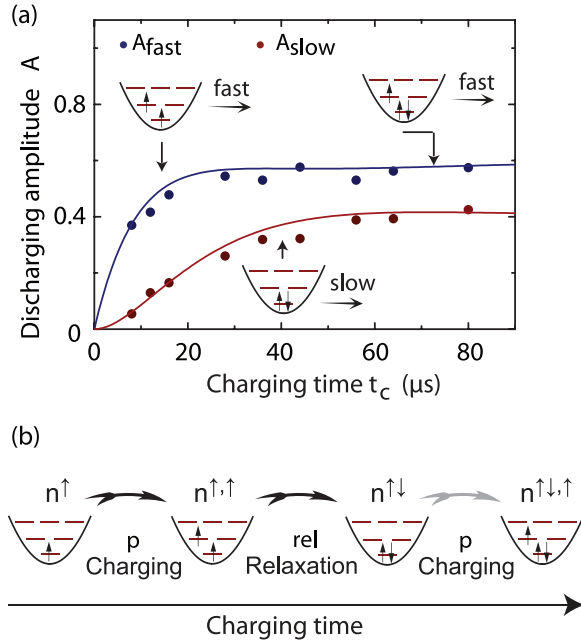 (a)
A_fast A_slow
fast
fast
slow
Discharging amplitude A
0.8
0.4
0
0 20 40 60 80
Charging time t_C (μs)
(b)
n↑ n↑,↑ n↑↓ n↑↓,↑
p rel p
Charging Relaxation Charging
Charging time